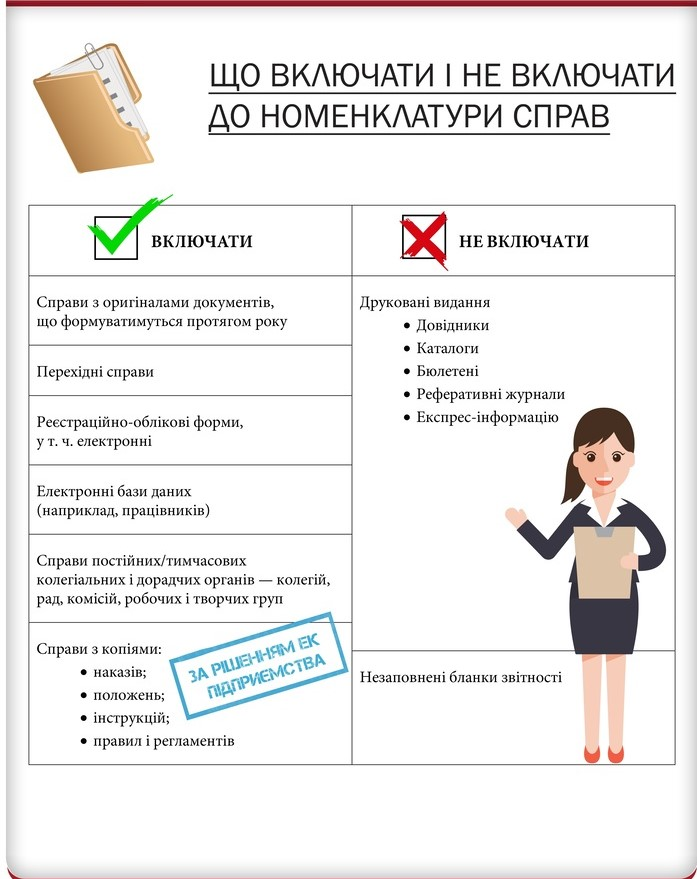 ЩО ВКЛЮЧАТИ І НЕ ВКЛЮЧАТИ
ДО НОМЕНКЛАТУРИ СПРАВ
ВКЛЮЧАТИ
Справи з оригіналами документів,
що формуватимуться протягом року
Перехідні справи
Реєстраційно-облікові форми,
у т. ч. електронні
Електронні бази даних
(наприклад, працівників)
Справи постійних/тимчасових
колегіальних і дорадчих органів — колегій,
рад, комісій, робочих і творчих груп
Справи з копіями:
• наказів;
• положень;
• інструкцій;
• правил і регламентів
ЗА РІШЕННЯМ ЕК
ПІДПРИЄМСТВА
НЕ ВКЛЮЧАТИ
Друковані видання
• Довідники
• Каталоги
• Бюлетені
• Реферативні журнали
• Експрес-інформацію
Незаповнені бланки звітності